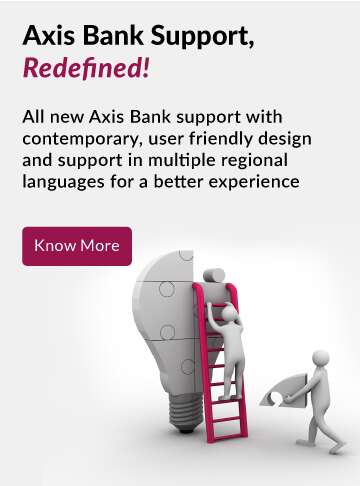 Axis Bank Support,
Redefined!
All new Axis Bank support with
contemporary, user friendly design
and support in multiple regional
languages for a better experience
Know More